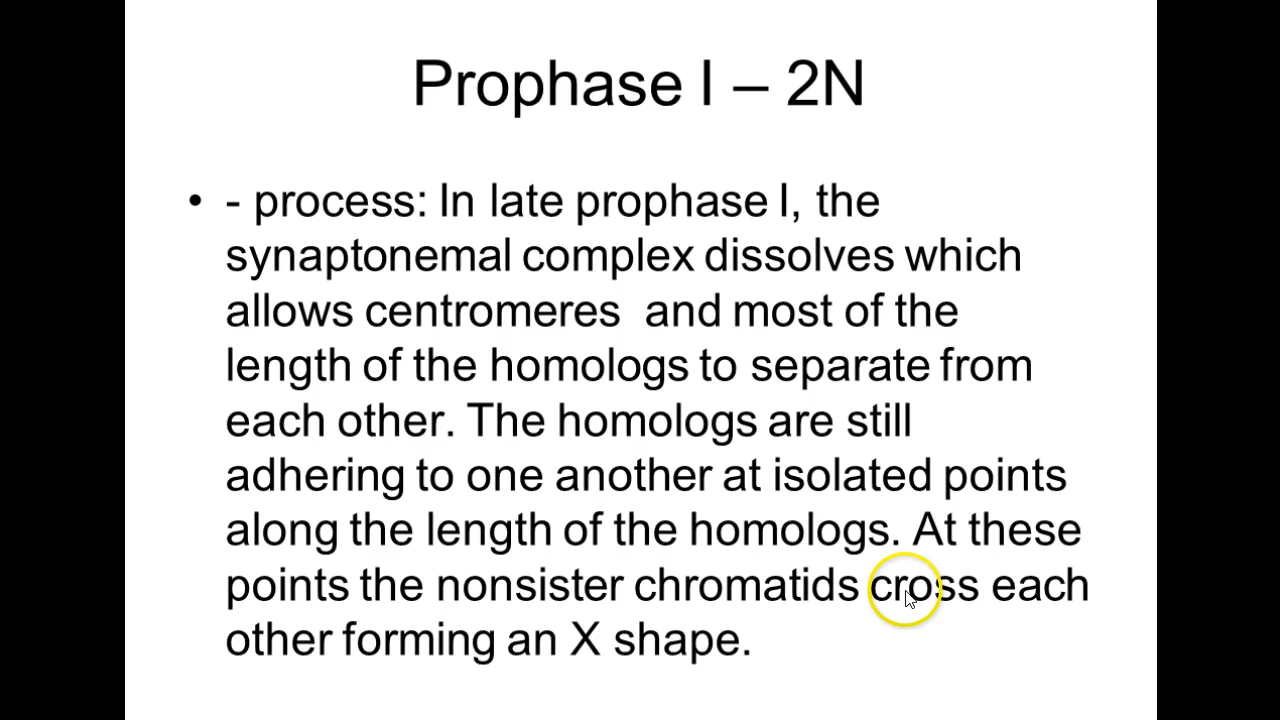 Prophase I – 2N
• - process: In late prophase I, the
synaptonemal complex dissolves which
allows centromeres  and most of the
length of the homologs to separate from
each other. The homologs are still
adhering to one another at isolated points
along the length of the homologs. At these
points the nonsister chromatids cross each
other forming an X shape.